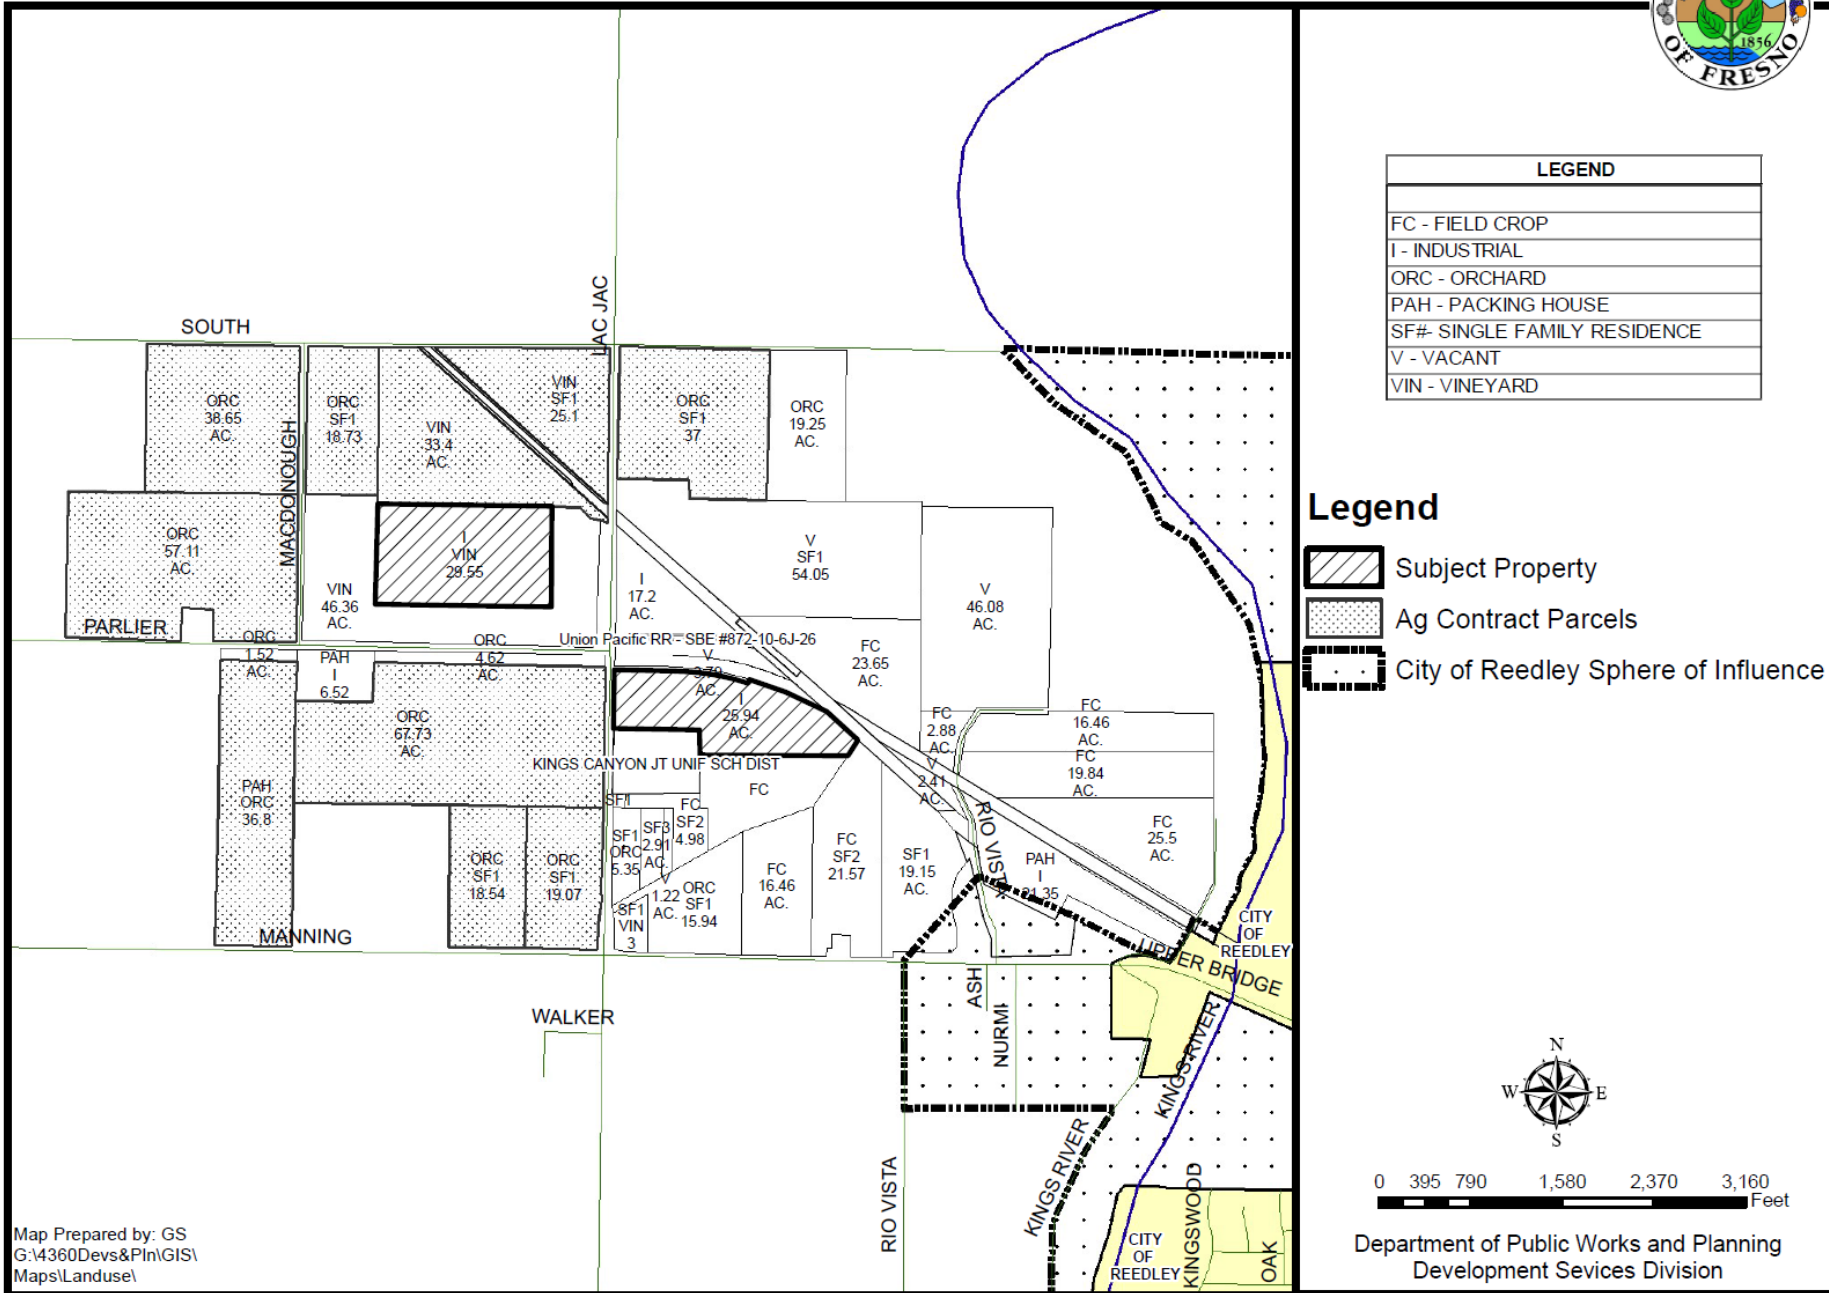 1856
OF FRESNO
LEGEND
FC - FIELD CROP
I - INDUSTRIAL
ORC - ORCHARD
PAH - PACKING HOUSE
SF#- SINGLE FAMILY RESIDENCE
V - VACANT
VIN - VINEYARD
SOUTH
LAC JAC
ORC
38.65
AC.
MACDONOUGH
ORC
SF1
18.73
VIN
33.4
AC.
VIN
SF1
25.1
ORC
SF1
37
ORC
19.25
AC.
ORC
57.11
AC.
VIN
46.36
AC.
I
VIN
29.55
I
17.2
AC.
V
SF1
54.05
V
46.08
AC.
PARLIER
ORC
1.52
AC.
PAH
I
6.52
ORC
4.62
AC.
Union Pacific RR - SBE #872-10-6J-26
V
AC.
FC
23.65
AC.
I
25.94
AC.
ORC
67.73
AC.
KINGS CANYON JT UNIF SCH DIST
FC
2.88
AC.
V
2.41
AC.
FC
16.46
AC.
FC
19.84
AC.
PAH
ORC
36.8
SF1
FC
FC
SF2
4.98
SF1
ORC
5.35
SF3
2.91
AC.
V
1.22
AC.
ORC
SF1
15.94
SF1
VIN
3
ORC
SF1
18.54
ORC
SF1
19.07
FC
16.46
AC.
FC
SF2
21.57
SF1
19.15
AC.
RIO VISTA
PAH
I
21.35
FC
25.5
AC.
MANNING
CITY
OF
REEDLEY
UPPER BRIDGE
WALKER
ASH
NURMI
KINGS RIVER
KINGS RIVER
RIO VISTA
KINGSWOOD
OAK
CITY
OF
REEDLEY
Legend
Subject Property
Ag Contract Parcels
City of Reedley Sphere of Influence
N
W
E
S
0 395 790 1,580 2,370 3,160
Feet
Department of Public Works and Planning
Development Sevices Division
Map Prepared by: GS
G:\4360Devs&Pln\GIS\
Maps\Landuse\